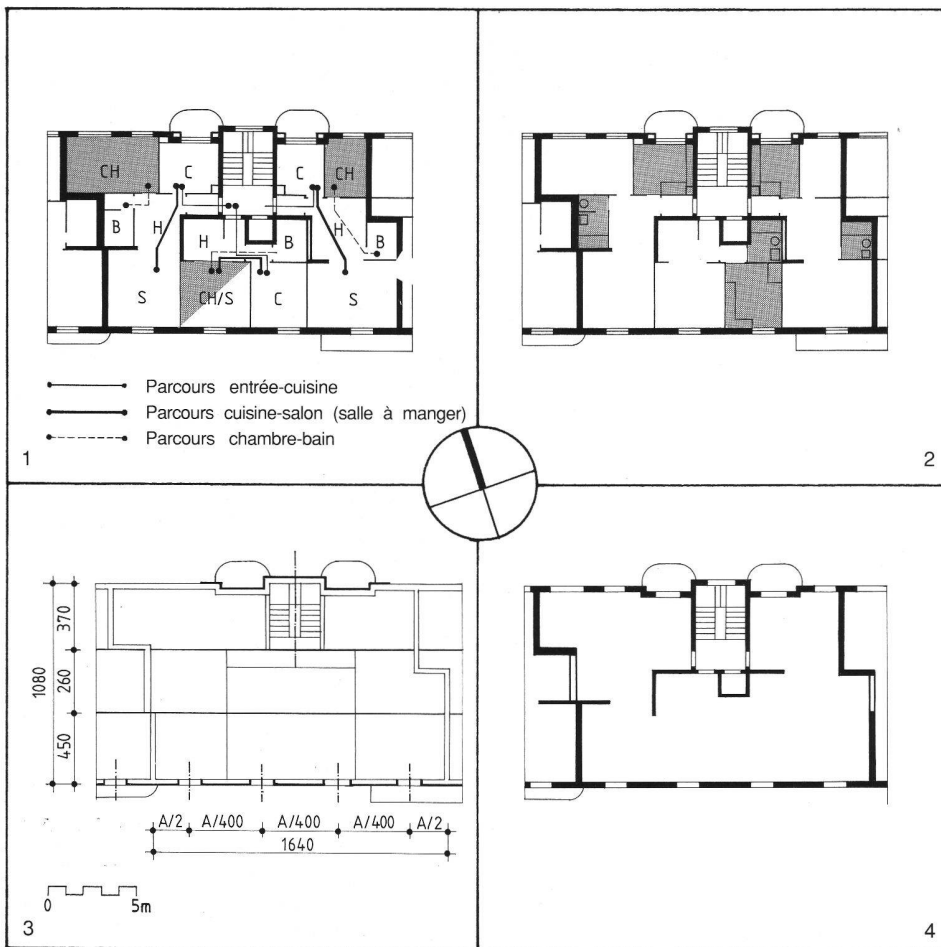 CH C C CH
B H H B H B
S CH/S C S
Parcours entrée-cuisine
Parcours cuisine-salon (salle à manger)
Parcours chambre-bain
1
2
370
1080 260
450
A/2 A/400 A/400 A/400 A/2
1640
0 5m
3
4